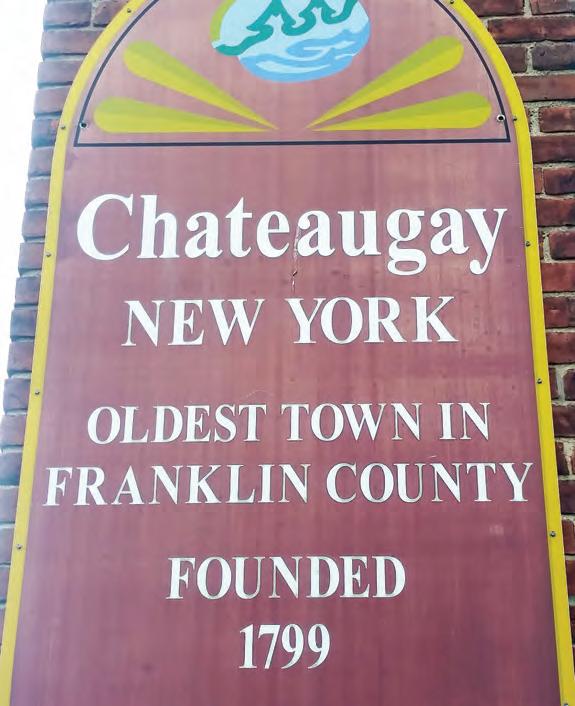 Chateaugay
NEW YORK
OLDEST TOWN IN
FRANKLIN COUNTY
FOUNDED
1799